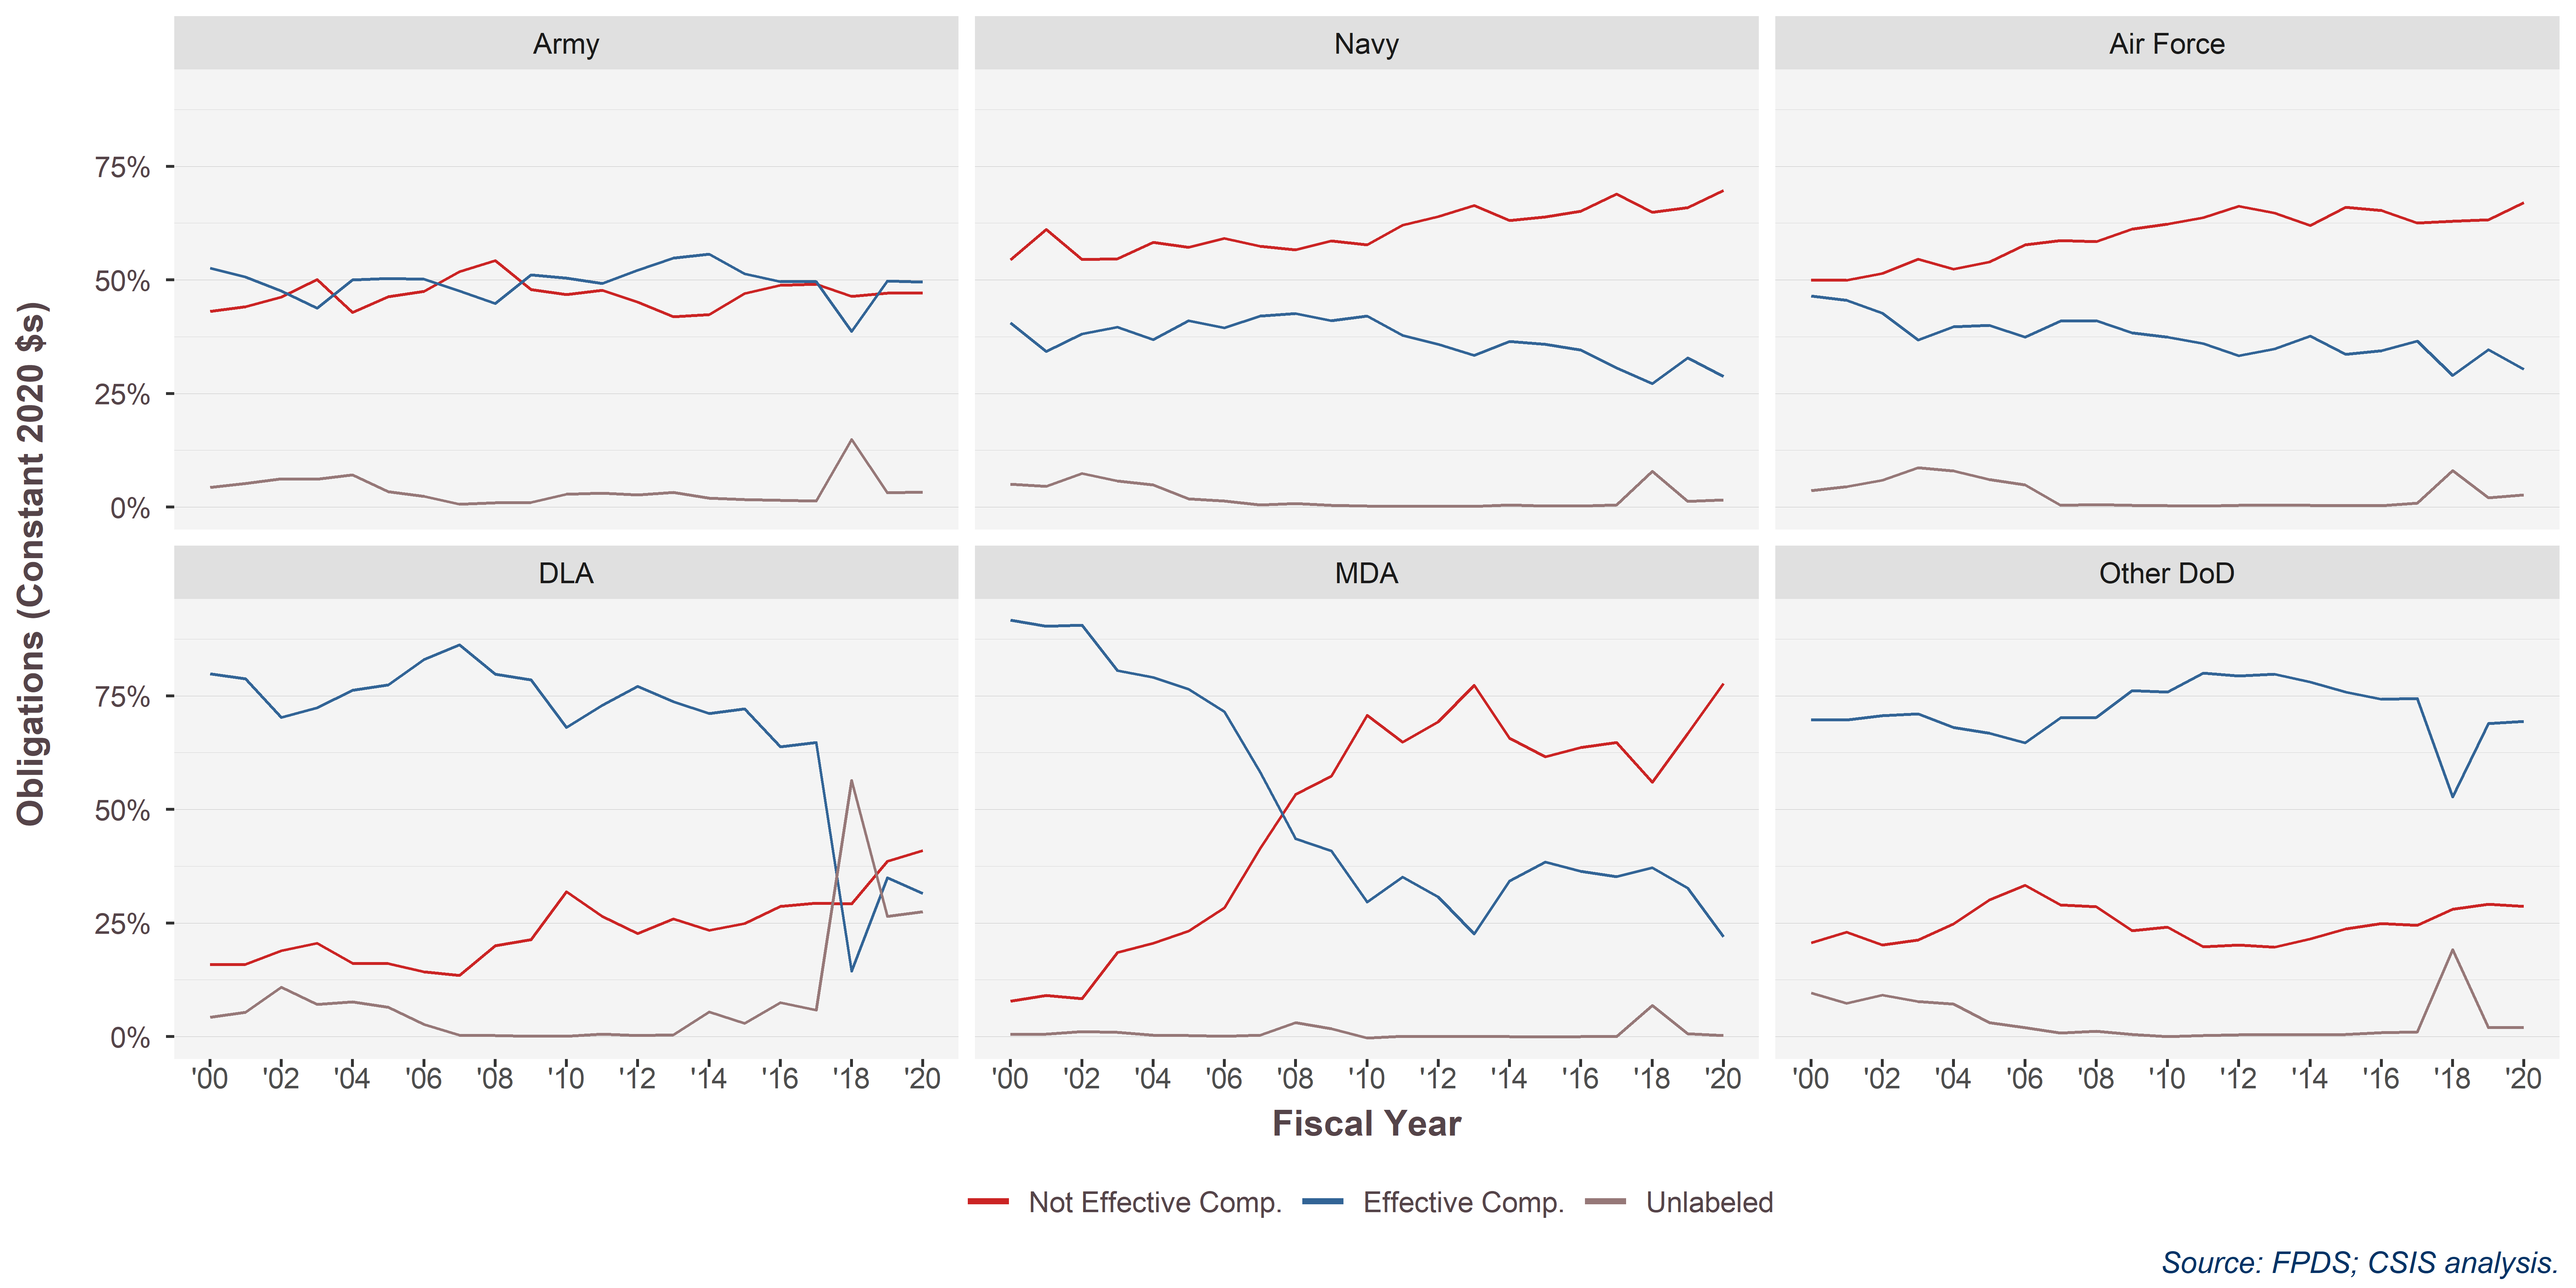 Army
Navy
Air Force
75%
50%
25%
0%
Obligations (Constant 2020 $s)
DLA
MDA
Other DoD
75%
50%
25%
0%
'00 '02 '04 '06 '08 '10 '12 '14 '16 '18 '20
'00 '02 '04 '06 '08 '10 '12 '14 '16 '18 '20
'00 '02 '04 '06 '08 '10 '12 '14 '16 '18 '20
Fiscal Year
Not Effective Comp. Effective Comp. Unlabeled
Source: FPDS; CSIS analysis.